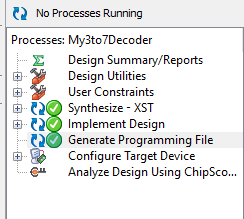 No Processes Running
Processes: My3to7Decoder
Design Summary/Reports
Design Utilities
User Constraints
Synthesize - XST
Implement Design
Generate Programming File
Configure Target Device
Analyze Design Using ChipSco...